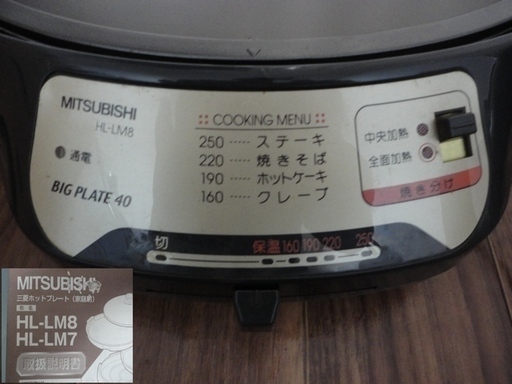 MITSUBISHI
HL-LM8
通電
BIG PLATE 40
COOKING MENU
250 ····· ステーキ
220 ····· 焼きそば
190 ····· ホットケーキ
160 ····· クレープ
中央加熱
全面加熱
焼き分け
切 保温 160 190 220 250
MITSUBISHI
三菱ホットプレート(家庭用)
形名
HL-LM8
HL-LM7
取扱説明書